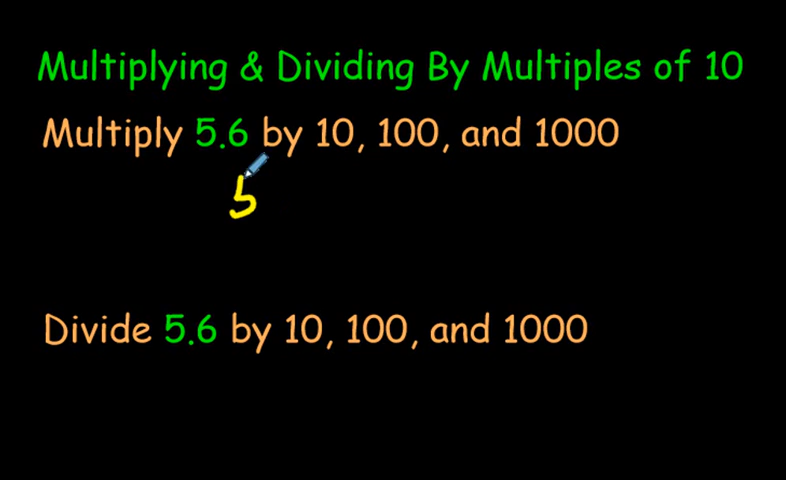 Multiplying & Dividing By Multiples of 10
Multiply 5.6 by 10, 100, and 1000
5
Divide 5.6 by 10, 100, and 1000